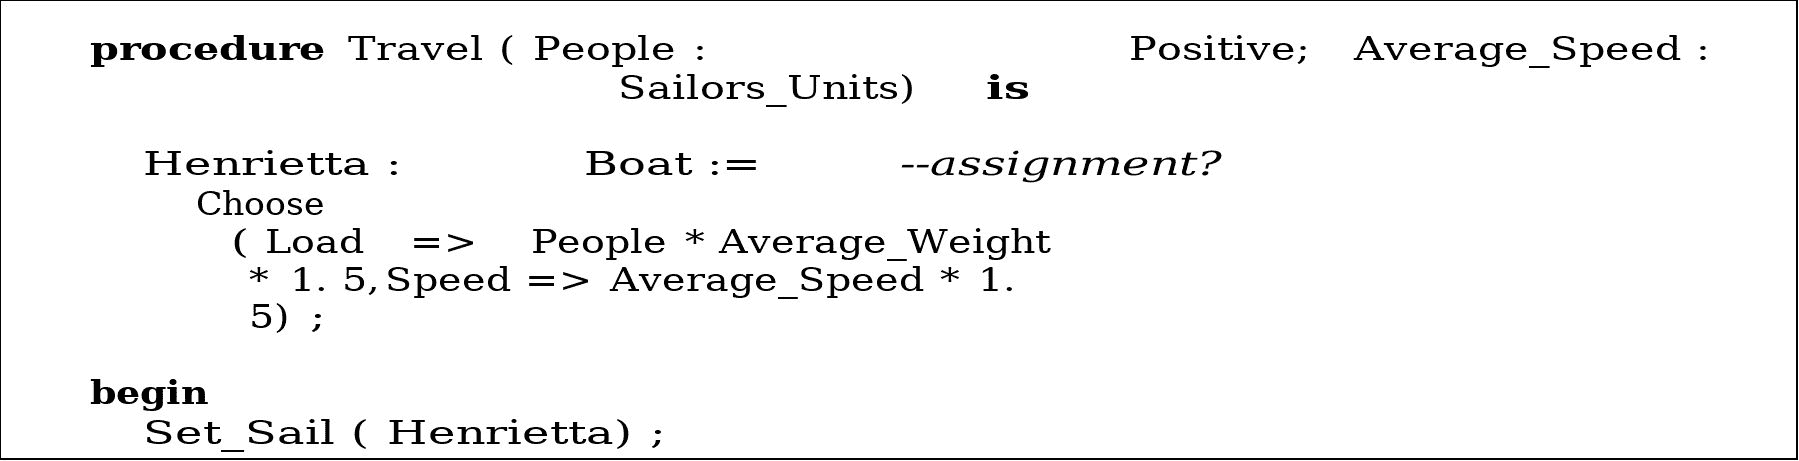 procedure Travel ( People : Positive; Average_Speed :
Sailors_Units) is
Henrietta : Boat := --assignment?
Choose
( Load => People * Average_Weight
* 1. 5, Speed => Average_Speed * 1.
5) ;
begin
Set_Sail ( Henrietta) ;